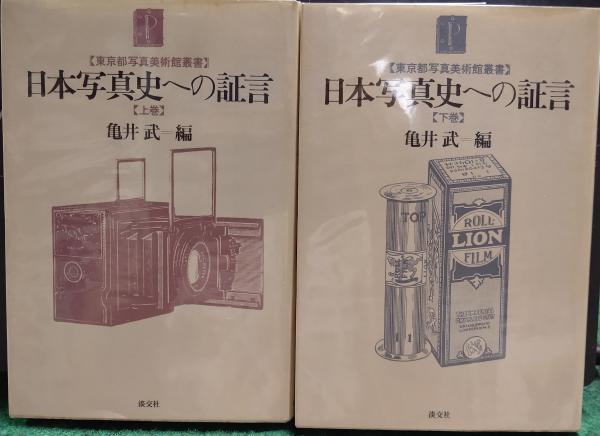 P
【東京都写真美術館叢書】
日本写真史への証言
【上巻】
亀井 武=編
淡交社
P
【東京都写真美術館叢書】
日本写真史への証言
【下巻】
亀井 武=編
TOP
ROLL
LION
FILM
淡交社